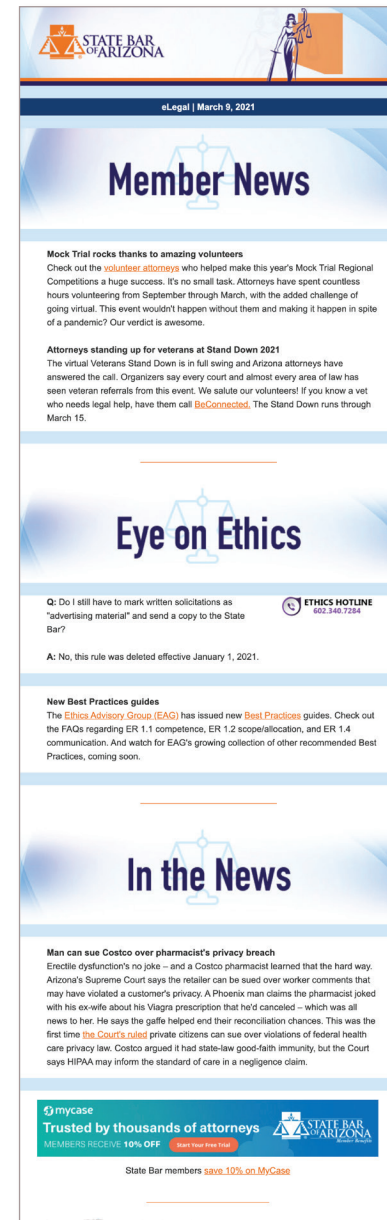 STATE BAR
OF ARIZONA
eLegal | March 9, 2021
Member News
Mock Trial rocks thanks to amazing volunteers
Check out the volunteer attorneys who helped make this year's Mock Trial Regional
Competitions a huge success. It's no small task. Attorneys have spent countless
hours volunteering from September through March, with the added challenge of
going virtual. This event wouldn't happen without them and making it happen in spite
of a pandemic? Our verdict is awesome.
Attorneys standing up for veterans at Stand Down 2021
The virtual Veterans Stand Down is in full swing and Arizona attorneys have
answered the call. Organizers say every court and almost every area of law has
seen veteran referrals from this event. We salute our volunteers! If you know a vet
who needs legal help, have them call BeConnected. The Stand Down runs through
March 15.
Eye on Ethics
Q: Do I still have to mark written solicitations as
"advertising material" and send a copy to the State
Bar?
ETHICS HOTLINE
602.340.7284
A: No, this rule was deleted effective January 1, 2021.
New Best Practices guides
The Ethics Advisory Group (EAG) has issued new Best Practices guides. Check out
the FAQs regarding ER 1.1 competence, ER 1.2 scope/allocation, and ER 1.4
communication. And watch for EAG's growing collection of other recommended Best
Practices, coming soon.
In the News
Man can sue Costco over pharmacist's privacy breach
Erectile dysfunction's no joke – and a Costco pharmacist learned that the hard way.
Arizona's Supreme Court says the retailer can be sued over worker comments that
may have violated a customer's privacy. A Phoenix man claims the pharmacist joked
with his ex-wife about his Viagra prescription that he'd canceled – which was all
news to her. He says the gaffe helped end their reconciliation chances. This was the
first time the Court's ruled private citizens can sue over violations of federal health
care privacy law. Costco argued it had state-law good-faith immunity, but the Court
says HIPAA may inform the standard of care in a negligence claim.
mycase
Trusted by thousands of attorneys
MEMBERS RECEIVE 10% OFF
Start Your Free Trial
STATE BAR
OF ARIZONA
Member Benefits
State Bar members save 10% on MyCase